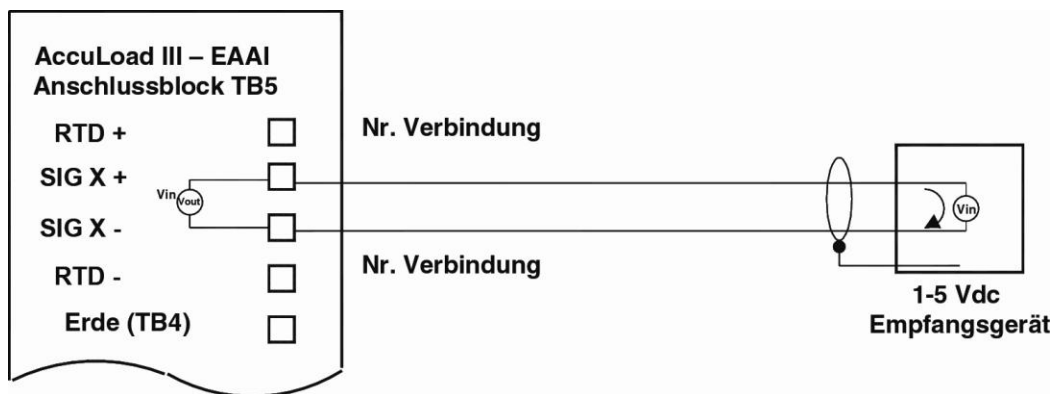 AccuLoad III – EAAI
Anschlussblock TB5
RTD +
Nr. Verbindung
SIG X +
Vin
Vout
Vin
SIG X -
RTD -
Nr. Verbindung
Erde (TB4)
1-5 Vdc
Empfangsgerät